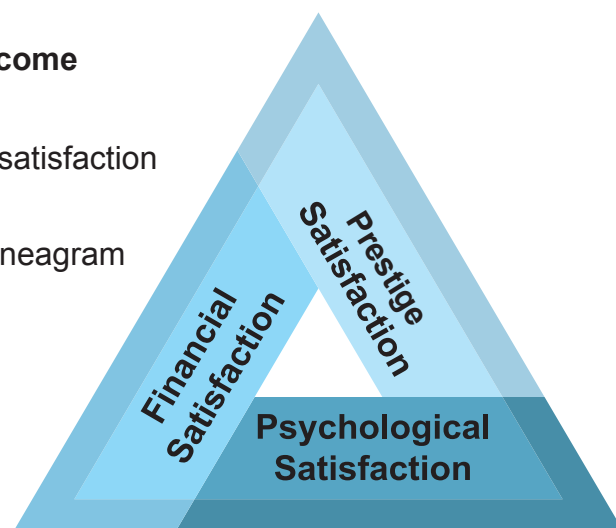 come
satisfaction
neagram
Prestige
Satisfaction
Financial
Satisfaction
Psychological
Satisfaction